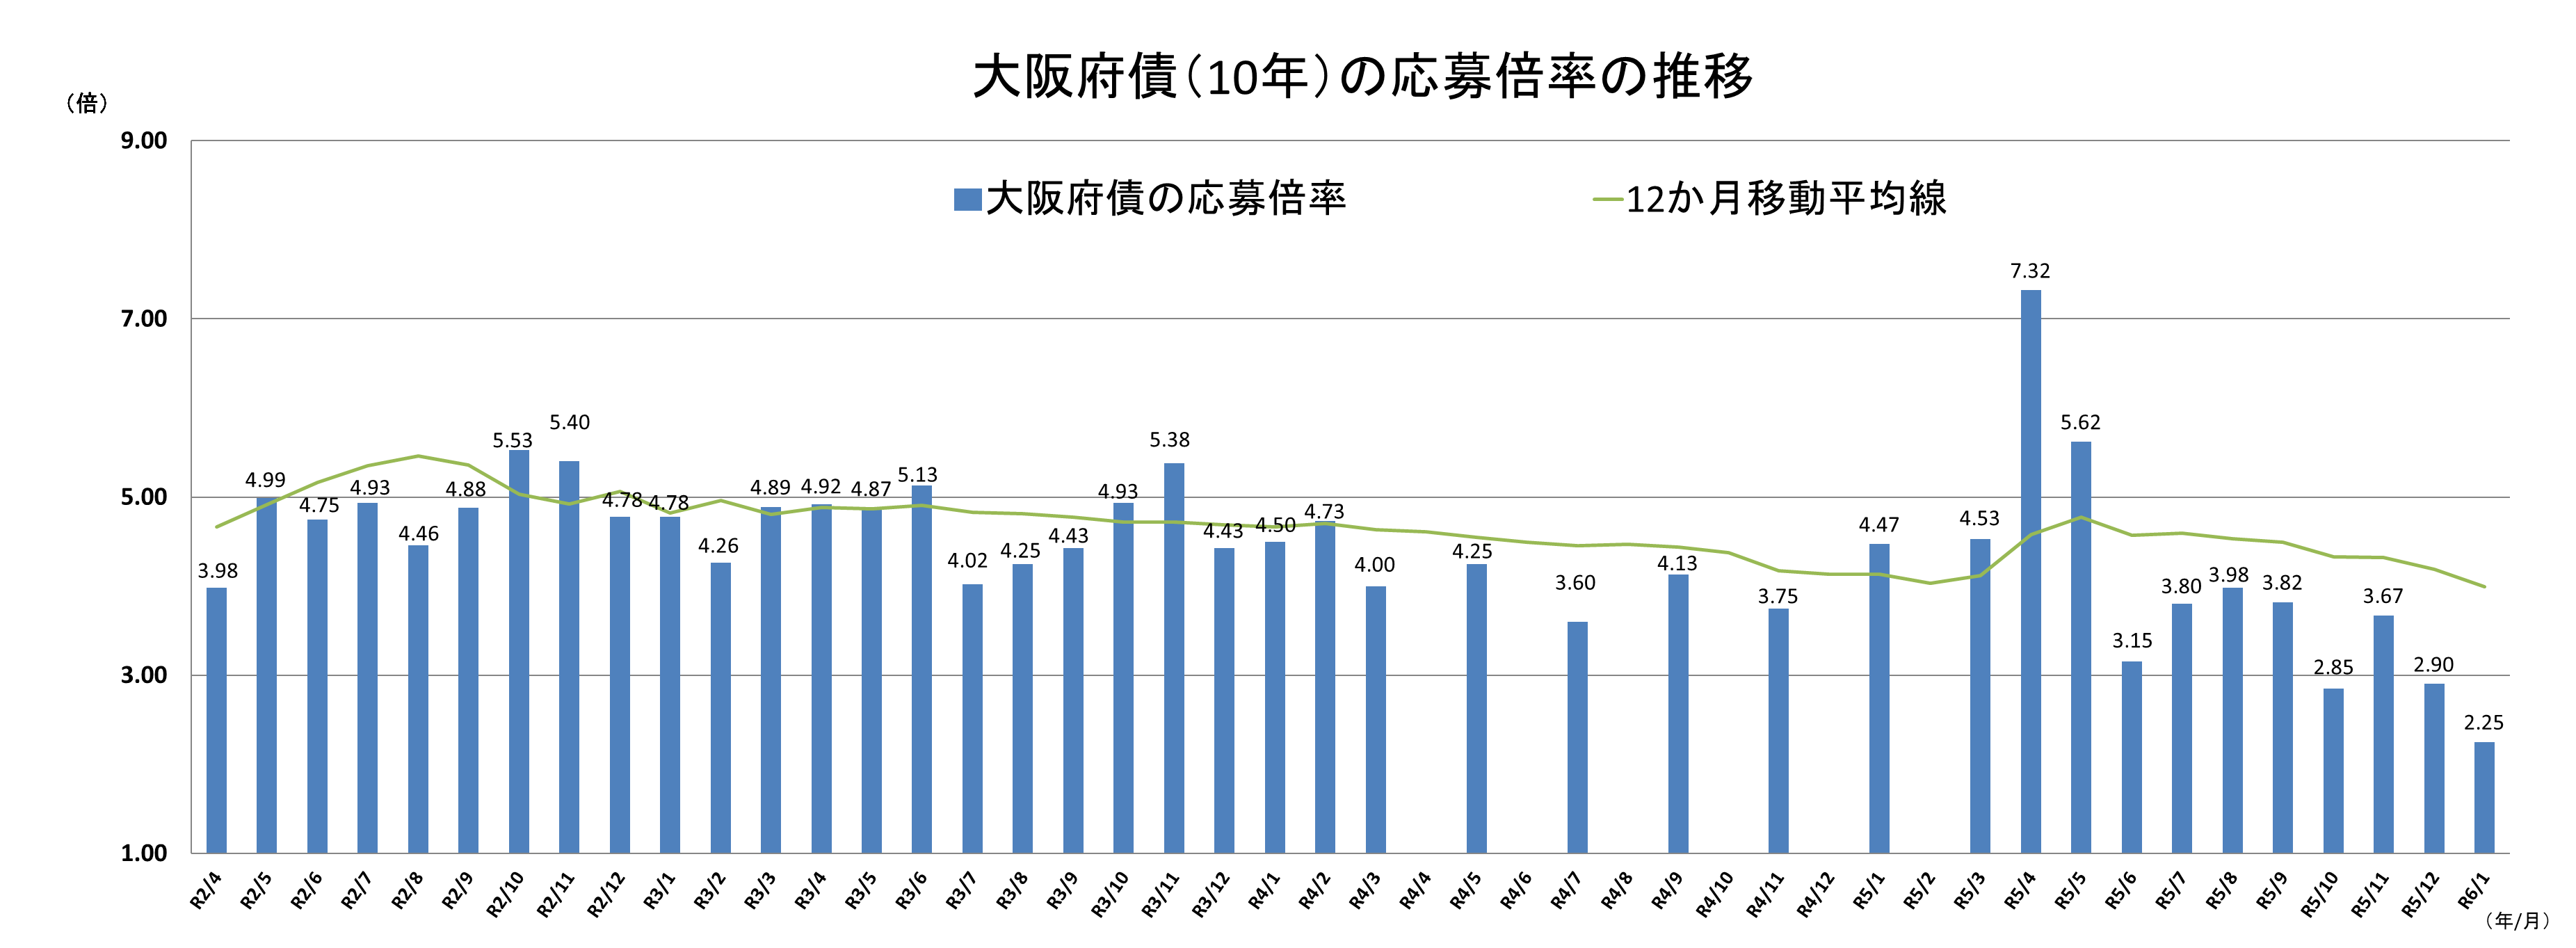 大阪府債（10年）の応募倍率の推移
（倍）
9.00
大阪府債の応募倍率 12か月移動平均線
7.32
7.00
5.53 5.40 5.38 5.62
4.99 4.75 4.93 4.46 4.88 4.78 4.78 4.26 4.89 4.92 4.87 5.13 4.02 4.25 4.43 4.93 4.43 4.50 4.73 4.00 4.25 3.60 4.13 3.75 4.47 4.53
5.00
3.98 3.15 3.80 3.98 3.82 2.85 3.67 2.90 2.25
3.00
1.00
R2/4 R2/5 R2/6 R2/7 R2/8 R2/9 R2/10 R2/11 R2/12 R3/1 R3/2 R3/3 R3/4 R3/5 R3/6 R3/7 R3/8 R3/9 R3/10 R3/11 R3/12 R4/1 R4/2 R4/3 R4/4 R4/5 R4/6 R4/7 R4/8 R4/9 R4/10 R4/11 R4/12 R5/1 R5/2 R5/3 R5/4 R5/5 R5/6 R5/7 R5/8 R5/9 R5/10 R5/11 R5/12 R6/1
（年/月）